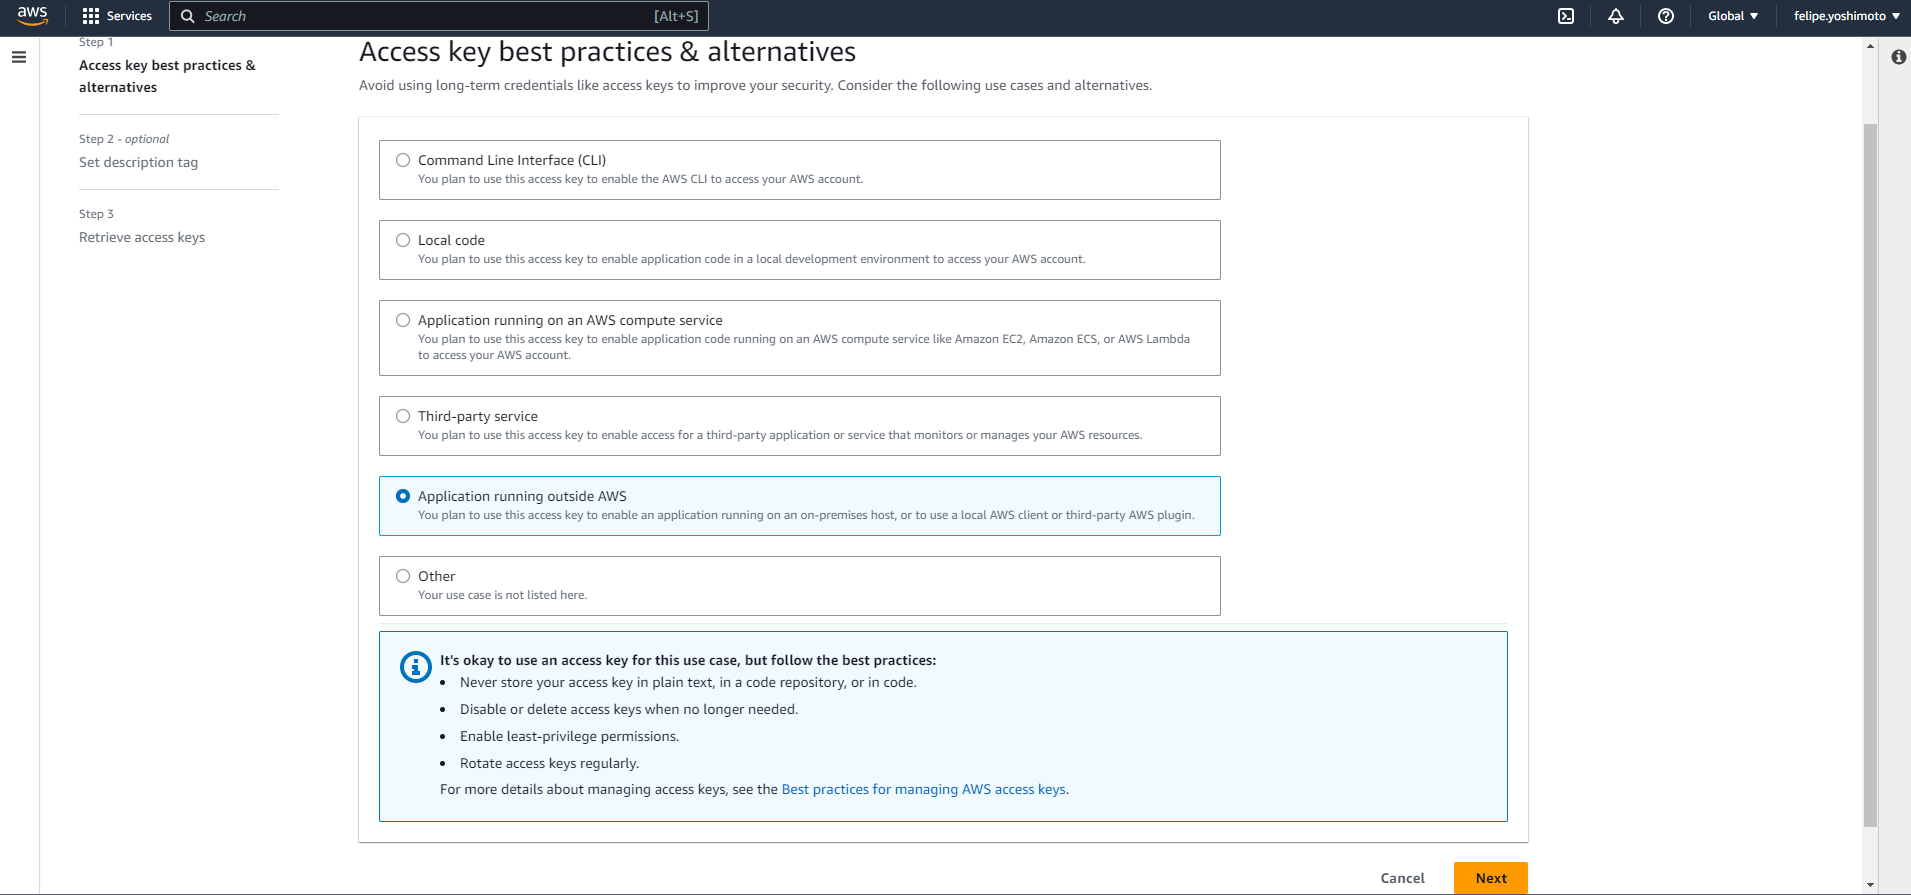 aws
Services
Search
[Alt+S]
Global
felipe.yoshimoto
Step 1
Access key best practices &
alternatives
Step 2 - optional
Set description tag
Step 3
Retrieve access keys
Access key best practices & alternatives
Avoid using long-term credentials like access keys to improve your security. Consider the following use cases and alternatives.
Command Line Interface (CLI)
You plan to use this access key to enable the AWS CLI to access your AWS account.
Local code
You plan to use this access key to enable application code in a local development environment to access your AWS account.
Application running on an AWS compute service
You plan to use this access key to enable application code running on an AWS compute service like Amazon EC2, Amazon ECS, or AWS Lambda
to access your AWS account.
Third-party service
You plan to use this access key to enable access for a third-party application or service that monitors or manages your AWS resources.
Application running outside AWS
You plan to use this access key to enable an application running on an on-premises host, or to use a local AWS client or third-party AWS plugin.
Other
Your use case is not listed here.
It's okay to use an access key for this use case, but follow the best practices:
• Never store your access key in plain text, in a code repository, or in code.
• Disable or delete access keys when no longer needed.
• Enable least-privilege permissions.
• Rotate access keys regularly.
For more details about managing access keys, see the Best practices for managing AWS access keys.
Cancel
Next